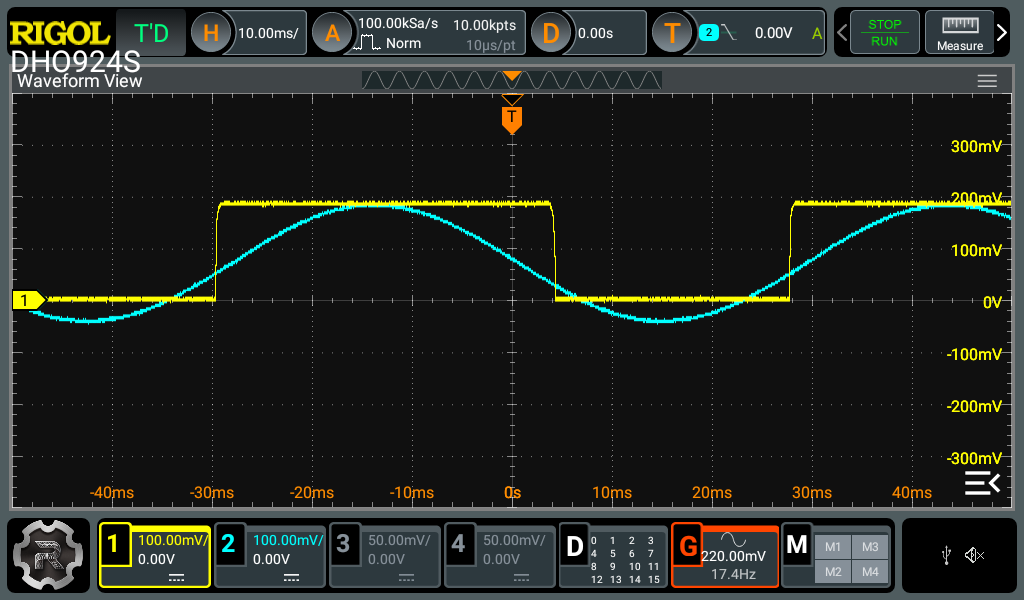 RIGOL T'D H 10.00ms/ A 100.00kSa/s 10.00kpts D 0.00s T 2 0.00V A STOP
Norm 10µs/pt RUN Measure
DHO924S
Waveform View
T
300mV
200mV
100mV
1 0V
-100mV
-200mV
-300mV
-40ms -30ms -20ms -10ms 0s 10ms 20ms 30ms 40ms
1 100.00mV/ 2 100.00mV/ 3 50.00mV/ 4 50.00mV/ D 0 1 2 3 G 220.00mV M M1 M3
0.00V 0.00V 0.00V 0.00V 4 5 6 7 17.4Hz M2 M4
8 9 10 11
12 13 14 15
R